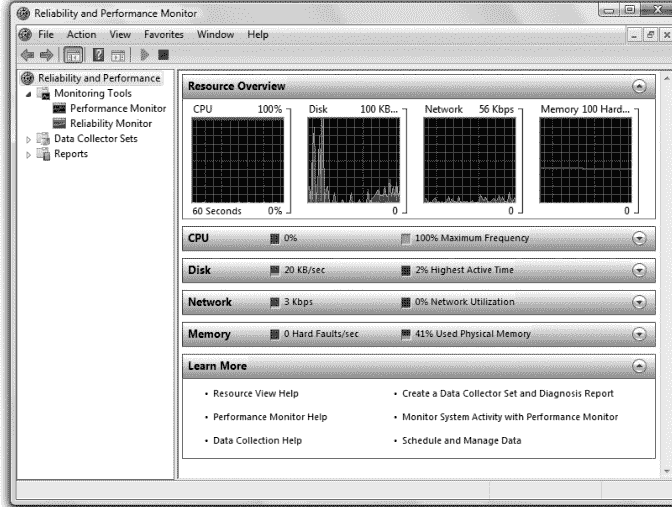 Reliability and Performance Monitor
File Action View Favorites Window Help
Reliability and Performance
Monitoring Tools
Performance Monitor
Reliability Monitor
Data Collector Sets
Reports
Resource Overview
CPU 100% Disk 100 KB... Network 56 Kbps Memory 100 Hard...
60 Seconds 0% 0 0 0
CPU 0% 100% Maximum Frequency
Disk 20 KB/sec 2% Highest Active Time
Network 3 Kbps 0% Network Utilization
Memory 0 Hard Faults/sec 41% Used Physical Memory
Learn More
• Resource View Help • Create a Data Collector Set and Diagnosis Report
• Performance Monitor Help • Monitor System Activity with Performance Monitor
• Data Collection Help • Schedule and Manage Data